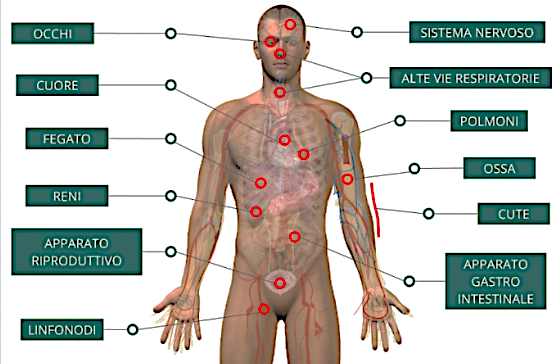 OCCHI
CUORE
FEGATO
RENI
APPARATO
RIPRODUTTIVO
LINFONODI
SISTEMA NERVOSO
ALTE VIE RESPIRATORIE
POLMONI
OSSA
CUTE
APPARATO
GASTRO
INTESTINALE